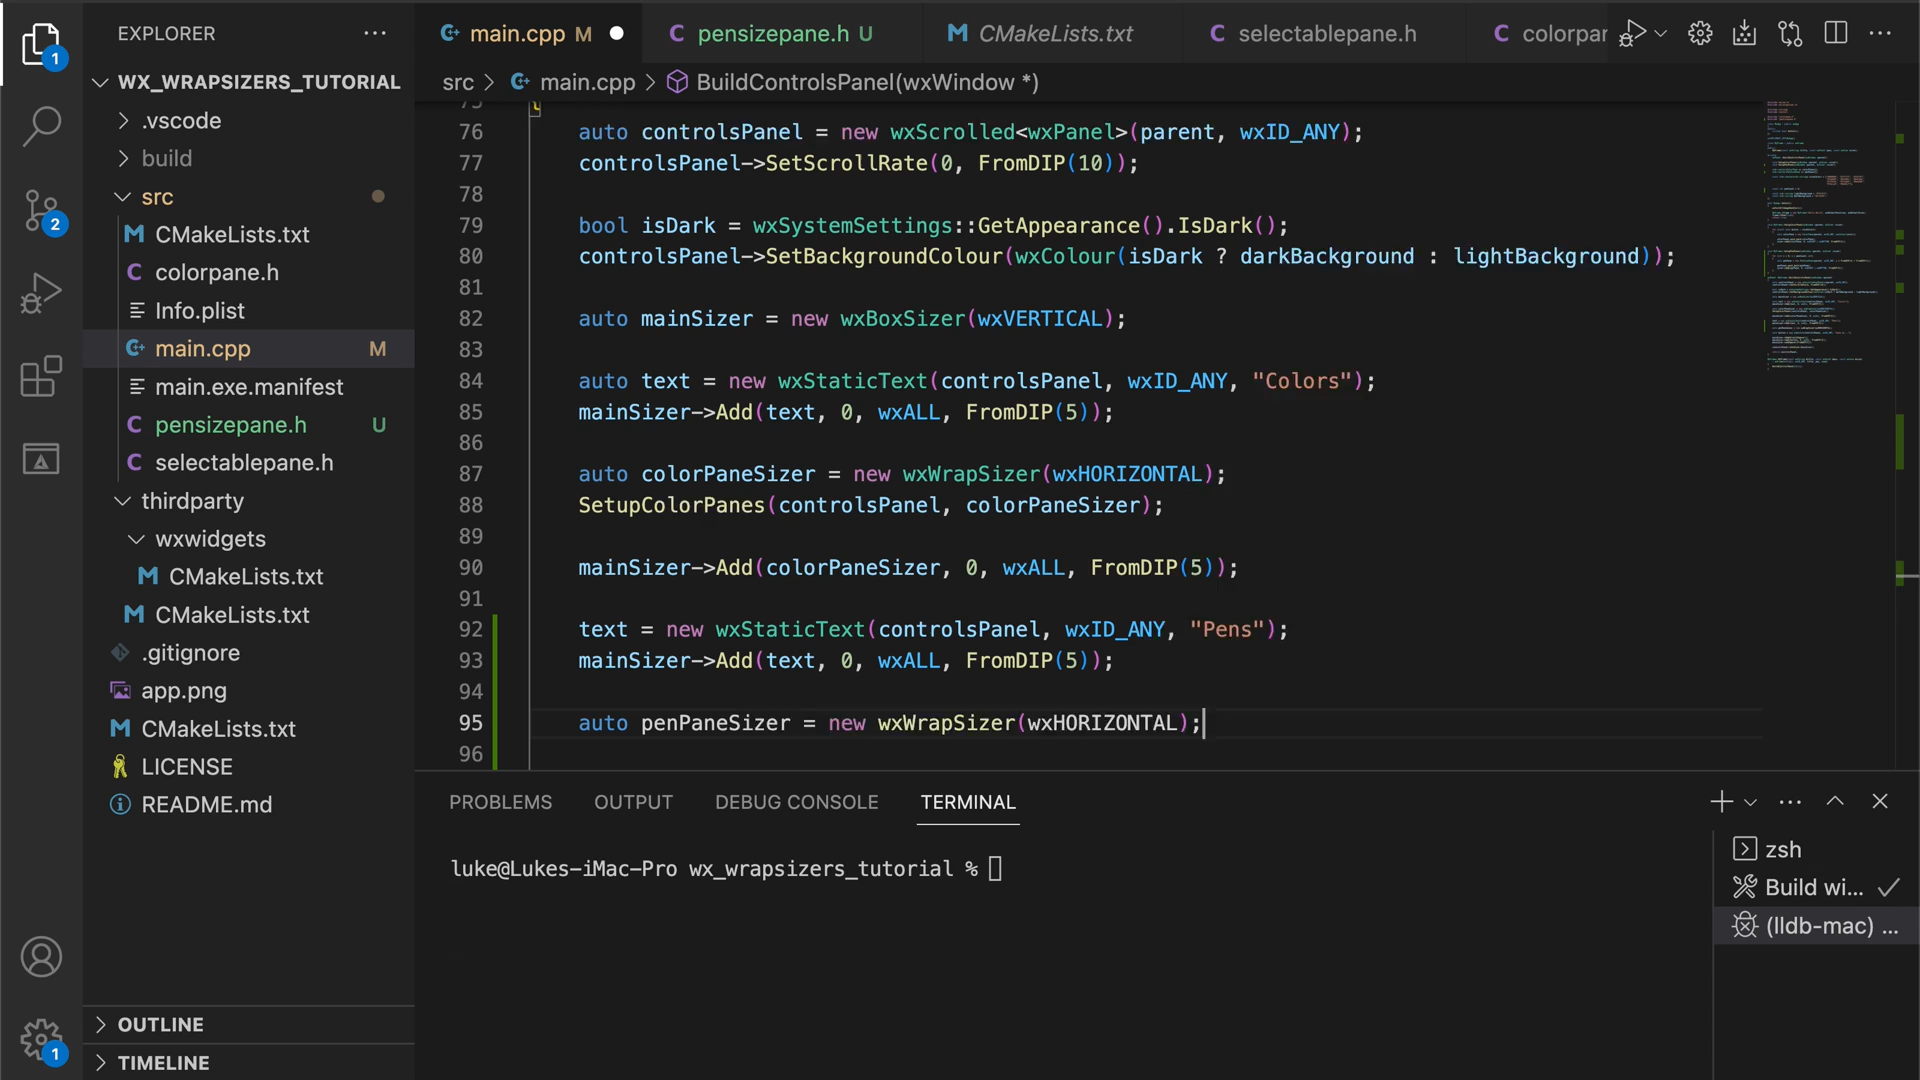 EXPLORER
WX_WRAPSIZERS_TUTORIAL
.vscode
build
src
CMakeLists.txt
colorpane.h
Info.plist
main.cpp M
main.exe.manifest
pensizepane.h U
selectablepane.h
thirdparty
wxwidgets
CMakeLists.txt
CMakeLists.txt
.gitignore
app.png
CMakeLists.txt
LICENSE
README.md
OUTLINE
TIMELINE
1
2
1
main.cpp M pensizepane.h U CMakeLists.txt selectablepane.h colorpar
src > main.cpp > BuildControlsPanel(wxWindow *)
75 {
76 auto controlsPanel = new wxScrolled<wxPanel>(parent, wxID_ANY);
77 controlsPanel->SetScrollRate(0, FromDIP(10));
78
79 bool isDark = wxSystemSettings::GetAppearance().IsDark();
80 controlsPanel->SetBackgroundColour(wxColour(isDark ? darkBackground : lightBackground));
81
82 auto mainSizer = new wxBoxSizer(wxVERTICAL);
83
84 auto text = new wxStaticText(controlsPanel, wxID_ANY, "Colors");
85 mainSizer->Add(text, 0, wxALL, FromDIP(5));
86
87 auto colorPaneSizer = new wxWrapSizer(wxHORIZONTAL);
88 SetupColorPanes(controlsPanel, colorPaneSizer);
89
90 mainSizer->Add(colorPaneSizer, 0, wxALL, FromDIP(5));
91
92 text = new wxStaticText(controlsPanel, wxID_ANY, "Pens");
93 mainSizer->Add(text, 0, wxALL, FromDIP(5));
94
95 auto penPaneSizer = new wxWrapSizer(wxHORIZONTAL);
96
PROBLEMS OUTPUT DEBUG CONSOLE TERMINAL
luke@Lukes-iMac-Pro wx_wrapsizers_tutorial %
zsh
Build wi...
(lldb-mac) ...